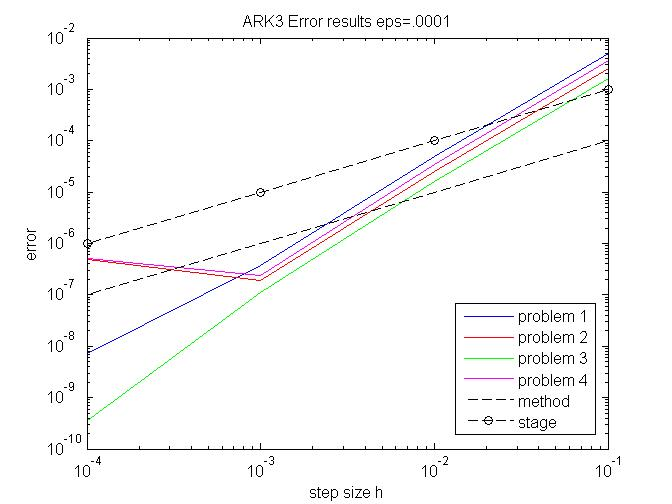 ARK3 Error results eps=.0001
error
10^-2
10^-3
10^-4
10^-5
10^-6
10^-7
10^-8
10^-9
10^-10
problem 1
problem 2
problem 3
problem 4
method
stage
10^-4
10^-3
10^-2
10^-1
step size h